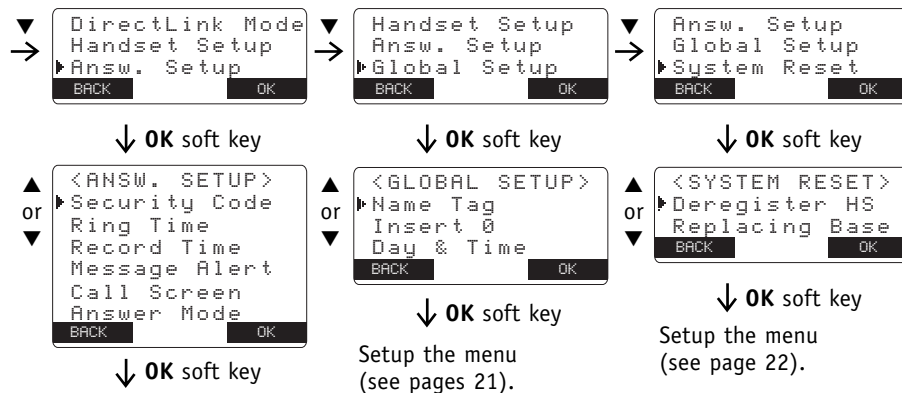 DirectLink Mode
Handset Setup
Answ. Setup
BACK OK
OK soft key
<ANSW. SETUP>
Security Code
Ring Time
Record Time
Message Alert
Call Screen
Answer Mode
BACK OK
or
OK soft key
Handset Setup
Answ. Setup
Global Setup
BACK OK
OK soft key
<GLOBAL SETUP>
Name Tag
Insert 0
Day & Time
BACK OK
or
OK soft key
Setup the menu
(see pages 21).
Answ. Setup
Global Setup
System Reset
BACK OK
OK soft key
<SYSTEM RESET>
Deregister HS
Replacing Base
BACK OK
or
OK soft key
Setup the menu
(see page 22).